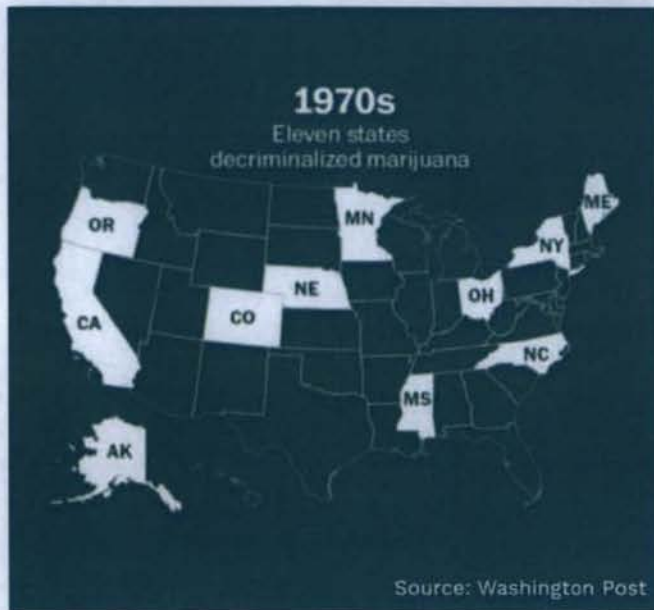 1970s
Eleven states
decriminalized marijuana
ME
MN
OR
NY
NE
OH
CO
CA
NC
MS
AK
Source: Washington Post